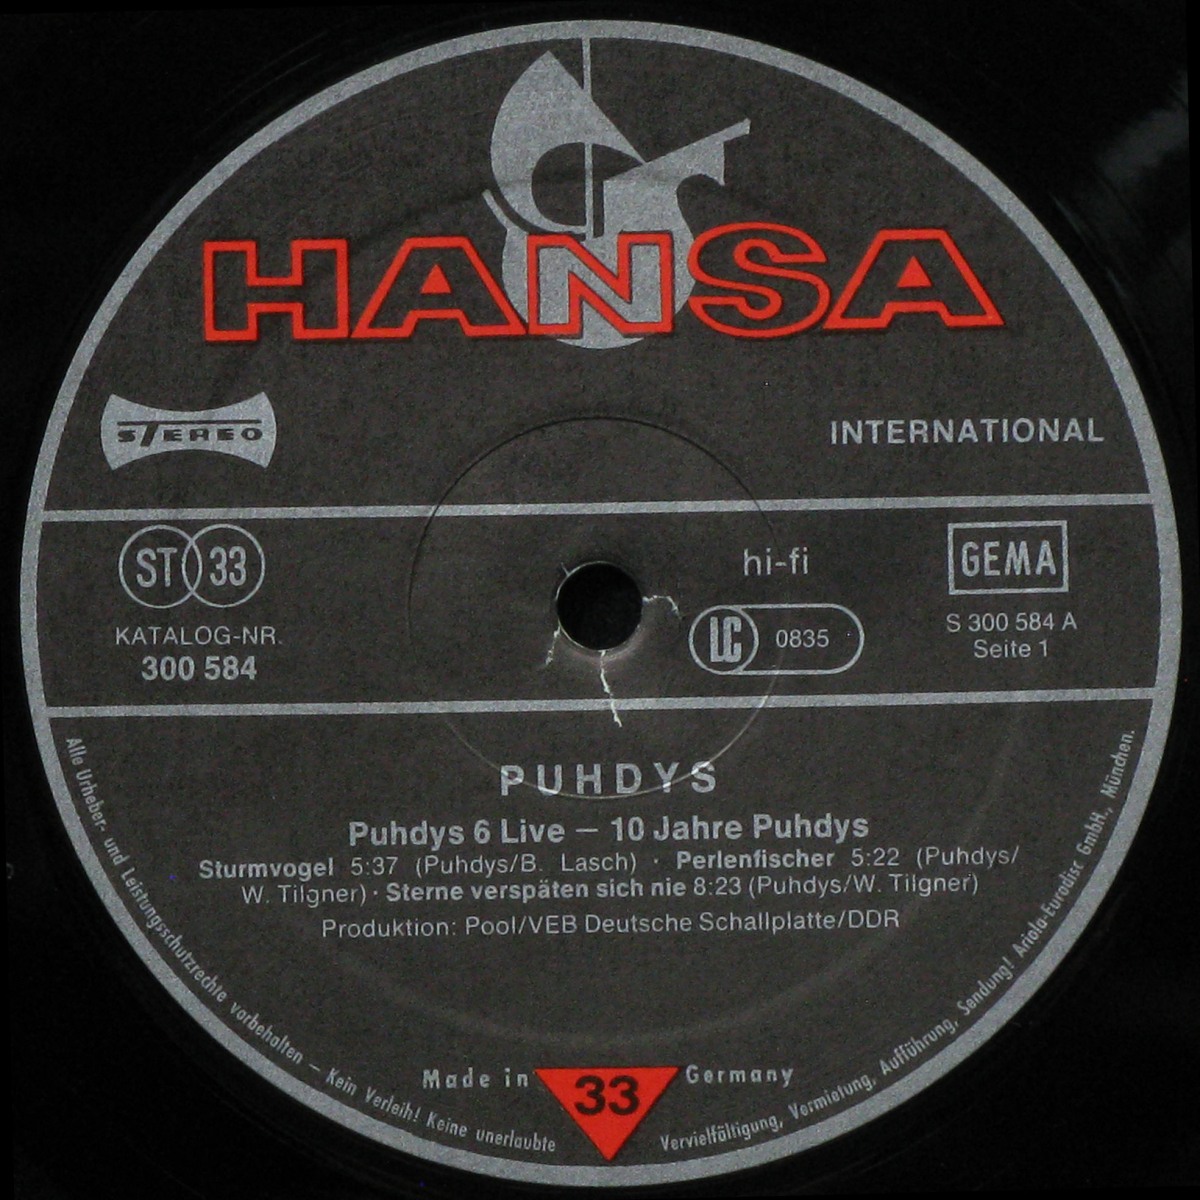 HANSA
STEREO
INTERNATIONAL
ST 33
KATALOG-NR.
300 584
hi-fi
LC 0835
GEMA
S 300 584 A
Seite 1
PUHDYS
Puhdys 6 Live — 10 Jahre Puhdys
Sturmvogel 5:37 (Puhdys/B. Lasch) · Perlenfischer 5:22 (Puhdys/
W. Tilgner) · Sterne verspäten sich nie 8:23 (Puhdys/W. Tilgner)
Produktion: Pool/VEB Deutsche Schallplatte/DDR
Made in Germany
33
Alle Urheber- und Leistungsschutzrechte vorbehalten – Kein Verleih! Keine unerlaubte Vervielfältigung, Vermietung, Aufführung, Sendung! Ariola-Eurodisc GmbH., München.